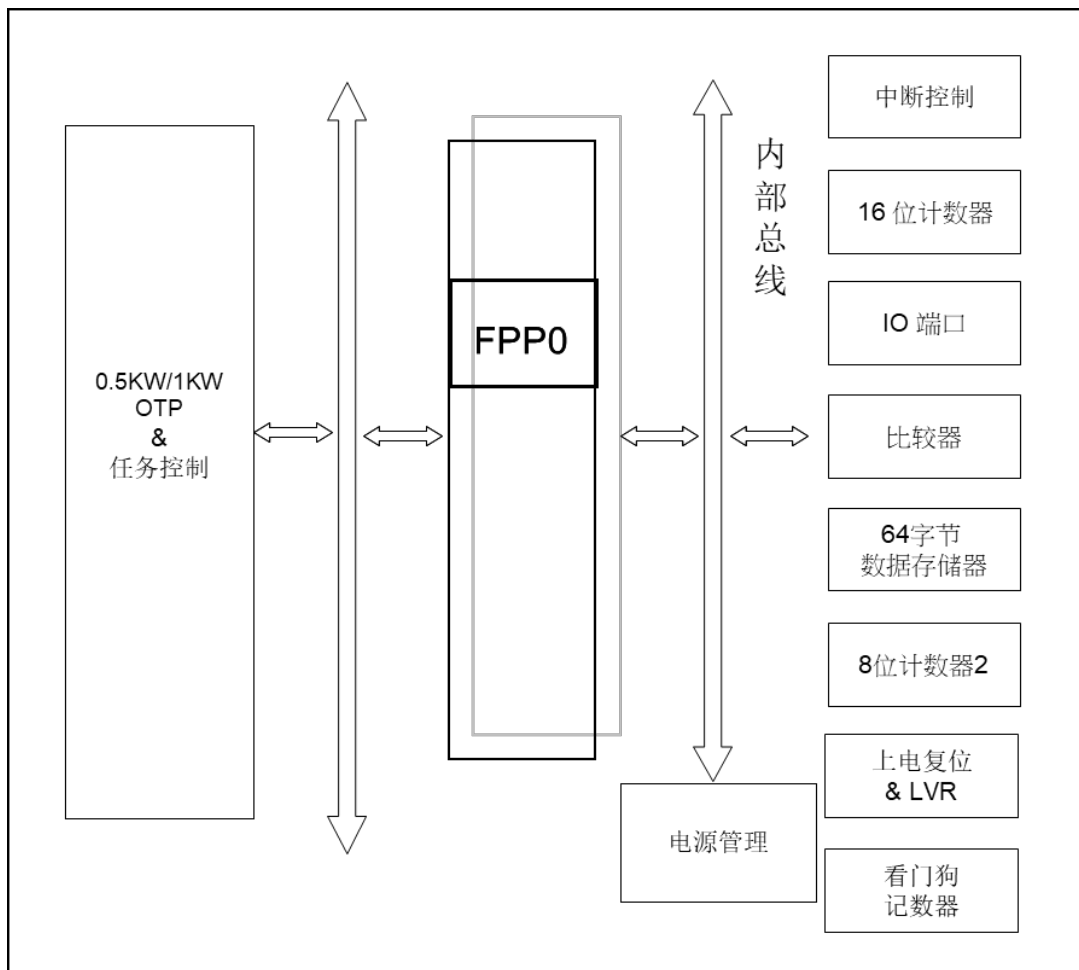 0.5KW/1KW
OTP
&
任务控制
FPP0
内
部
总
线
中断控制
16 位计数器
IO 端口
比较器
64字节
数据存储器
8位计数器2
上电复位
& LVR
电源管理
看门狗
记数器